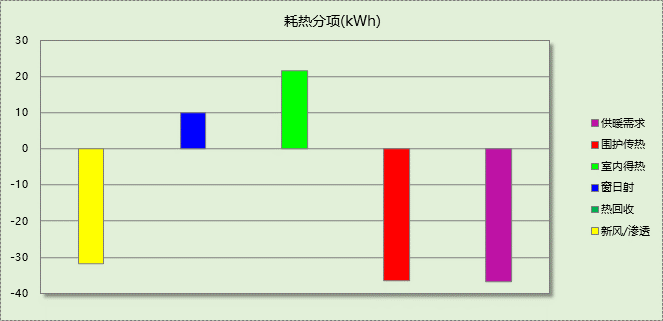 耗热分项(kWh)
30
20
10
0
-10
-20
-30
-40
供暖需求
围护传热
室内得热
窗日射
热回收
新风/渗透